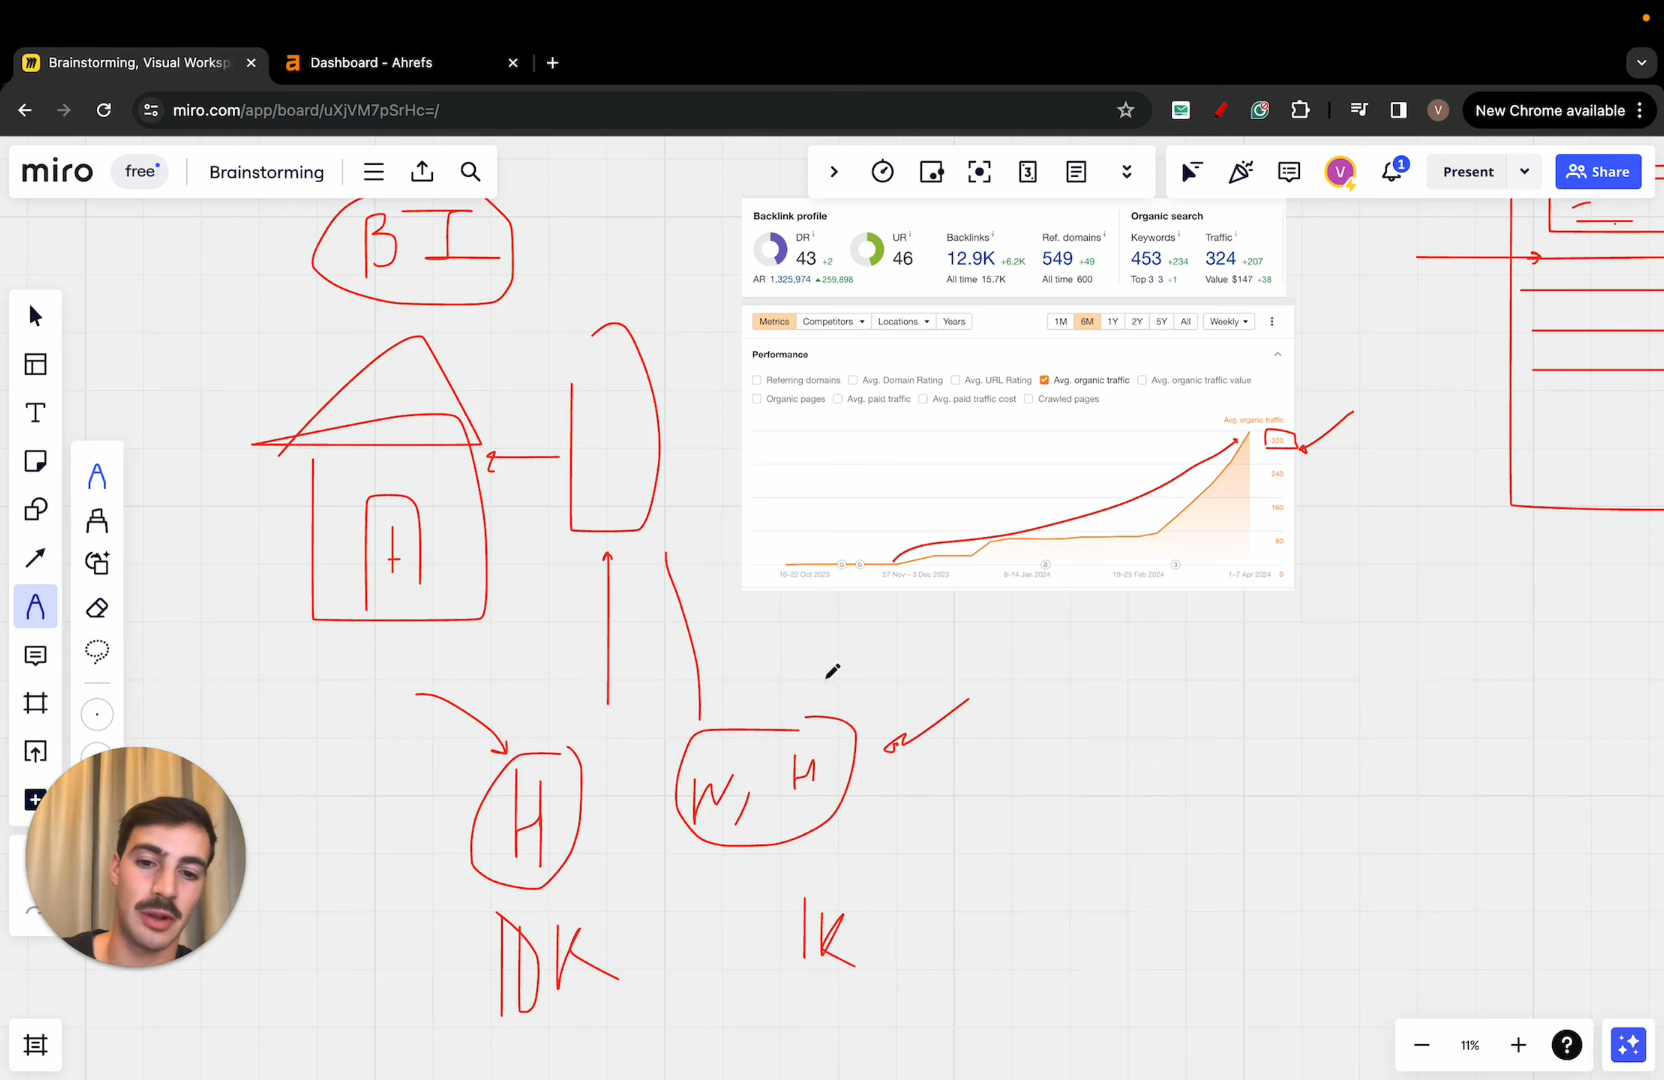 Brainstorming, Visual Worksp
Dashboard - Ahrefs
miro.com/app/board/uXjVM7pSrHc=/
V
New Chrome available
miro
free
Brainstorming
3
V
1
Present
Share
B I
Backlink profile
Organic search
DR i
UR i
Backlinks i
Ref. domains i
Keywords i
Traffic i
43 +2
46
12.9K +6.2K
549 +49
453 +234
324 +207
AR 1,325,974 ▲259,898
All time 15.7K
All time 600
Top 3 3 +1
Value $147 +38
Metrics
Competitors
Locations
Years
1M
6M
1Y
2Y
5Y
All
Weekly
Performance
Referring domains
Avg. Domain Rating
Avg. URL Rating
Avg. organic traffic
Avg. organic traffic value
Organic pages
Avg. paid traffic
Avg. paid traffic cost
Crawled pages
Avg. organic traffic
320
240
160
80
0
G
G
8
3
16–22 Oct 2023
27 Nov – 3 Dec 2023
8–14 Jan 2024
19–25 Feb 2024
1–7 Apr 2024
H
W, H
DK
IK
11%
?